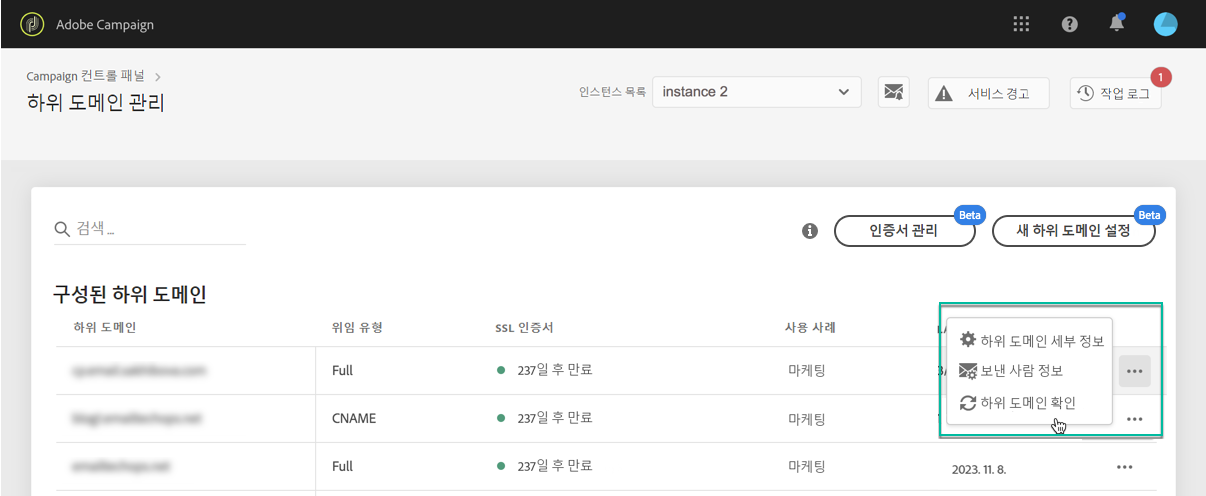 Adobe Campaign
Campaign 컨트롤 패널
하위 도메인 관리
인스턴스 목록
instance 2
서비스 경고
작업 로그
1
검색 ...
인증서 관리
Beta
새 하위 도메인 설정
Beta
구성된 하위 도메인
하위 도메인
위임 유형
SSL 인증서
사용 사례
하위 도메인 세부 정보
보낸 사람 정보
하위 도메인 확인
Full
237일 후 만료
마케팅
CNAME
237일 후 만료
마케팅
Full
237일 후 만료
마케팅
2023. 11. 8.